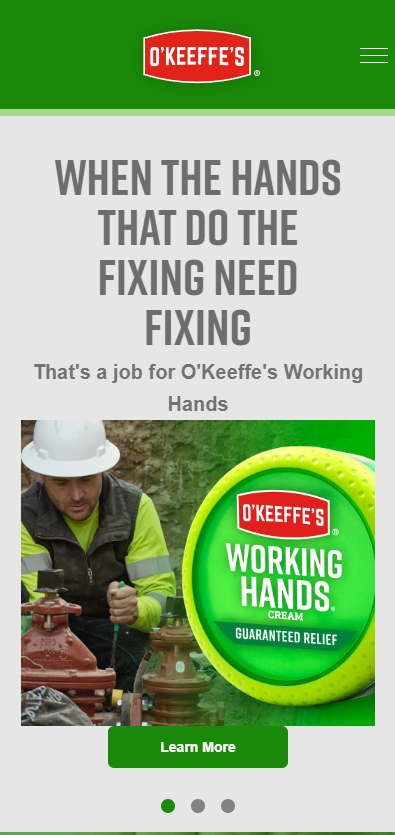 O'KEEFFE'S®
WHEN THE HANDS
THAT DO THE
FIXING NEED
FIXING
That's a job for O'Keeffe's Working
Hands
O'KEEFFE'S®
WORKING
HANDS®
CREAM
GUARANTEED RELIEF
Learn More